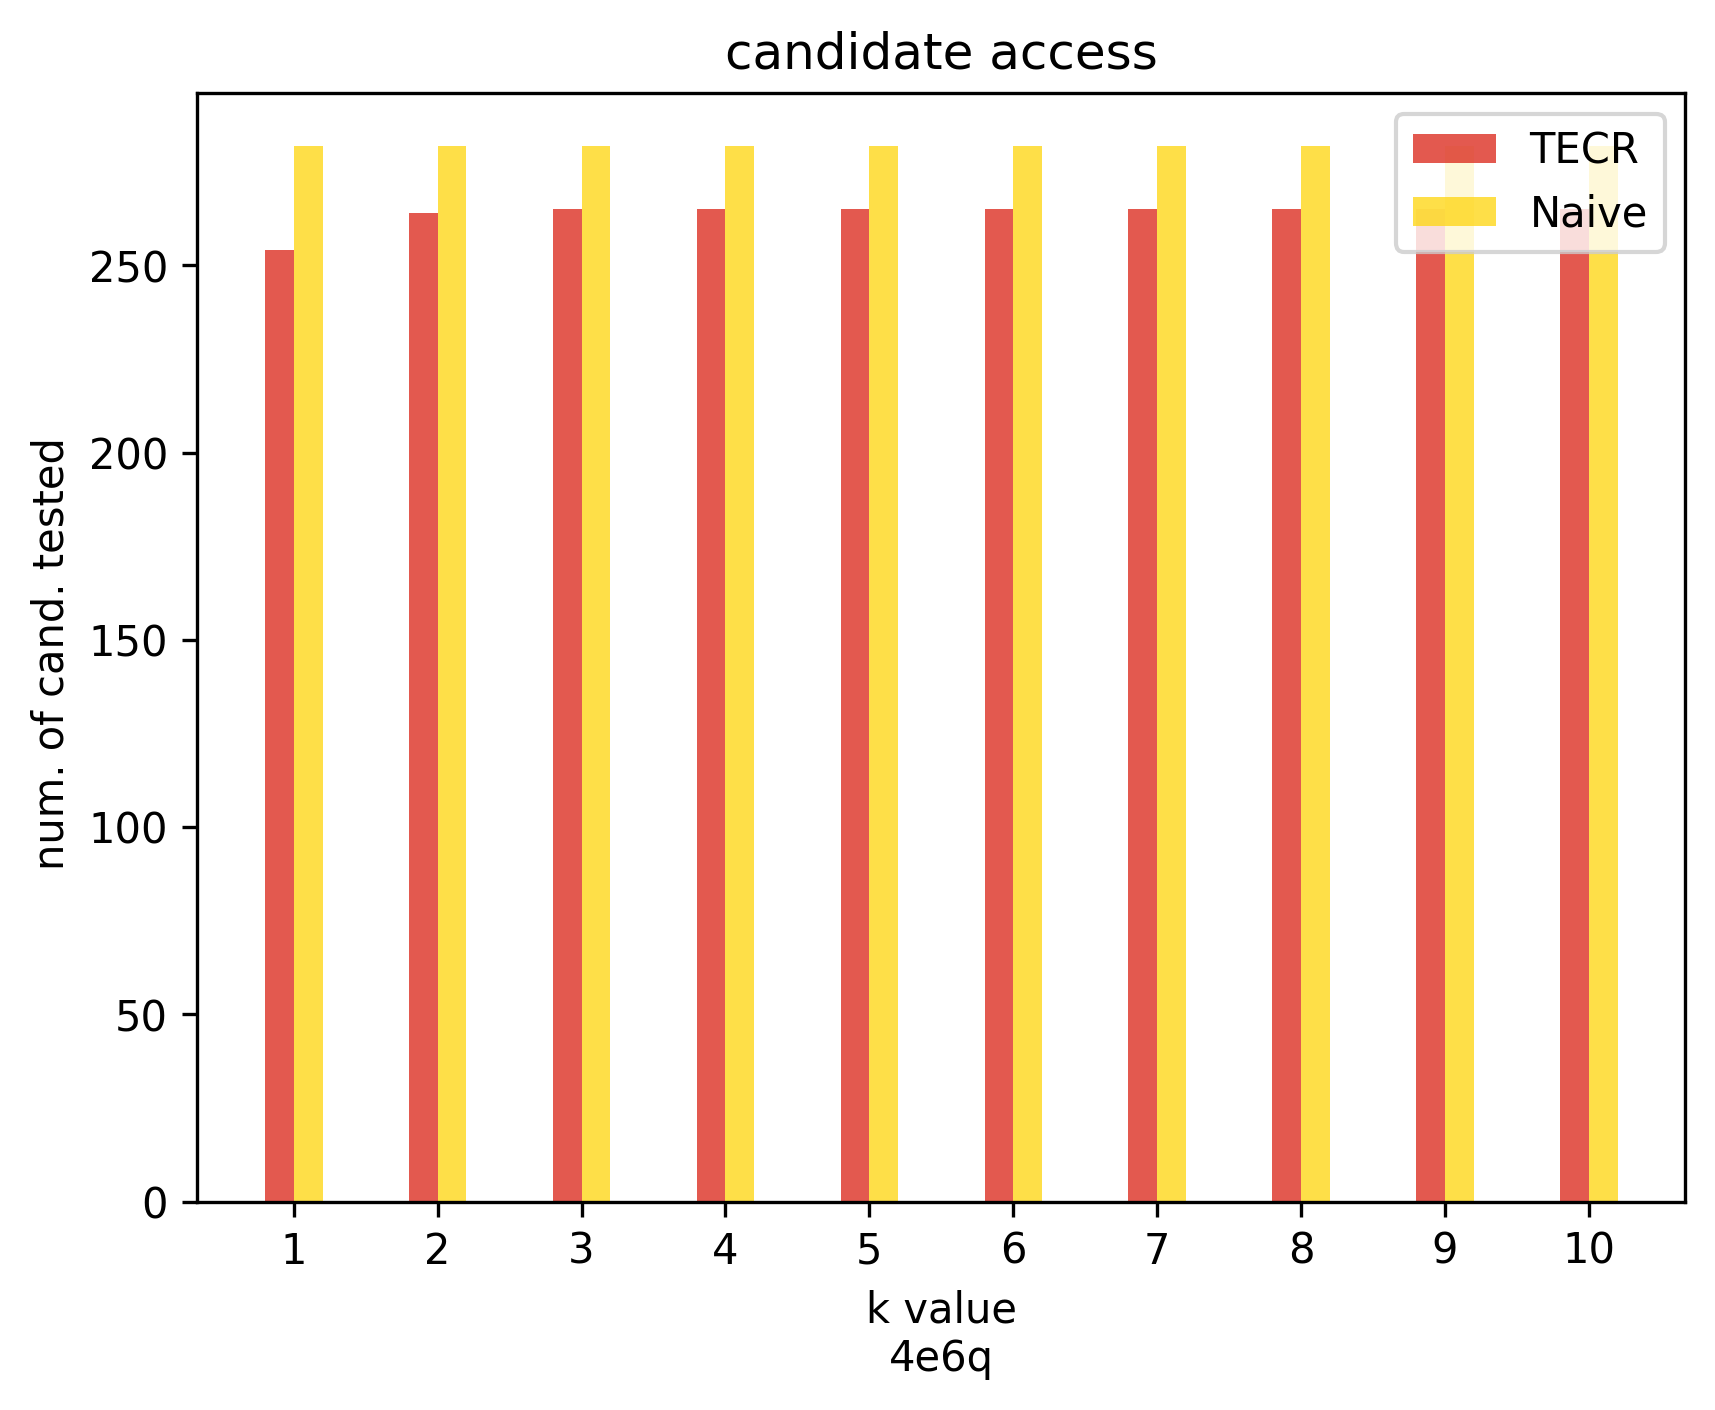 candidate access
TECR
Naive
num. of cand. tested
250
200
150
100
50
0
1 2 3 4 5 6 7 8 9 10
k value
4e6q